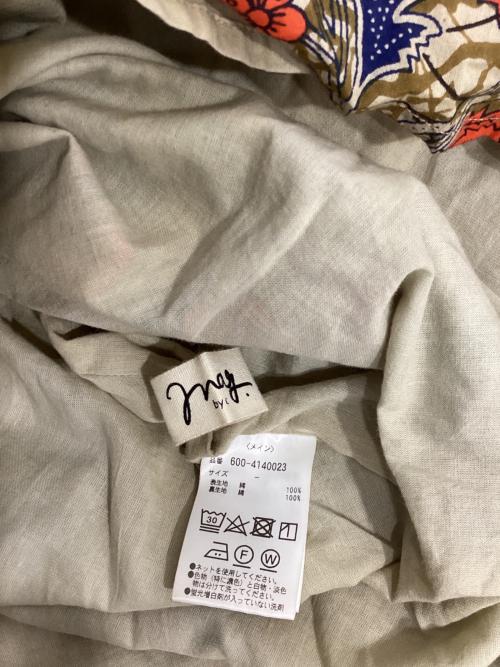 by
〈メイン〉
品番 600-4140023
サイズ -
表生地 綿 100%
裏生地 綿 100%
30
F
W
●ネットを使用してください。
●色物(特に濃色)と白物・淡色
物は分けて洗ってください。
●蛍光増白剤が入っていない洗剤